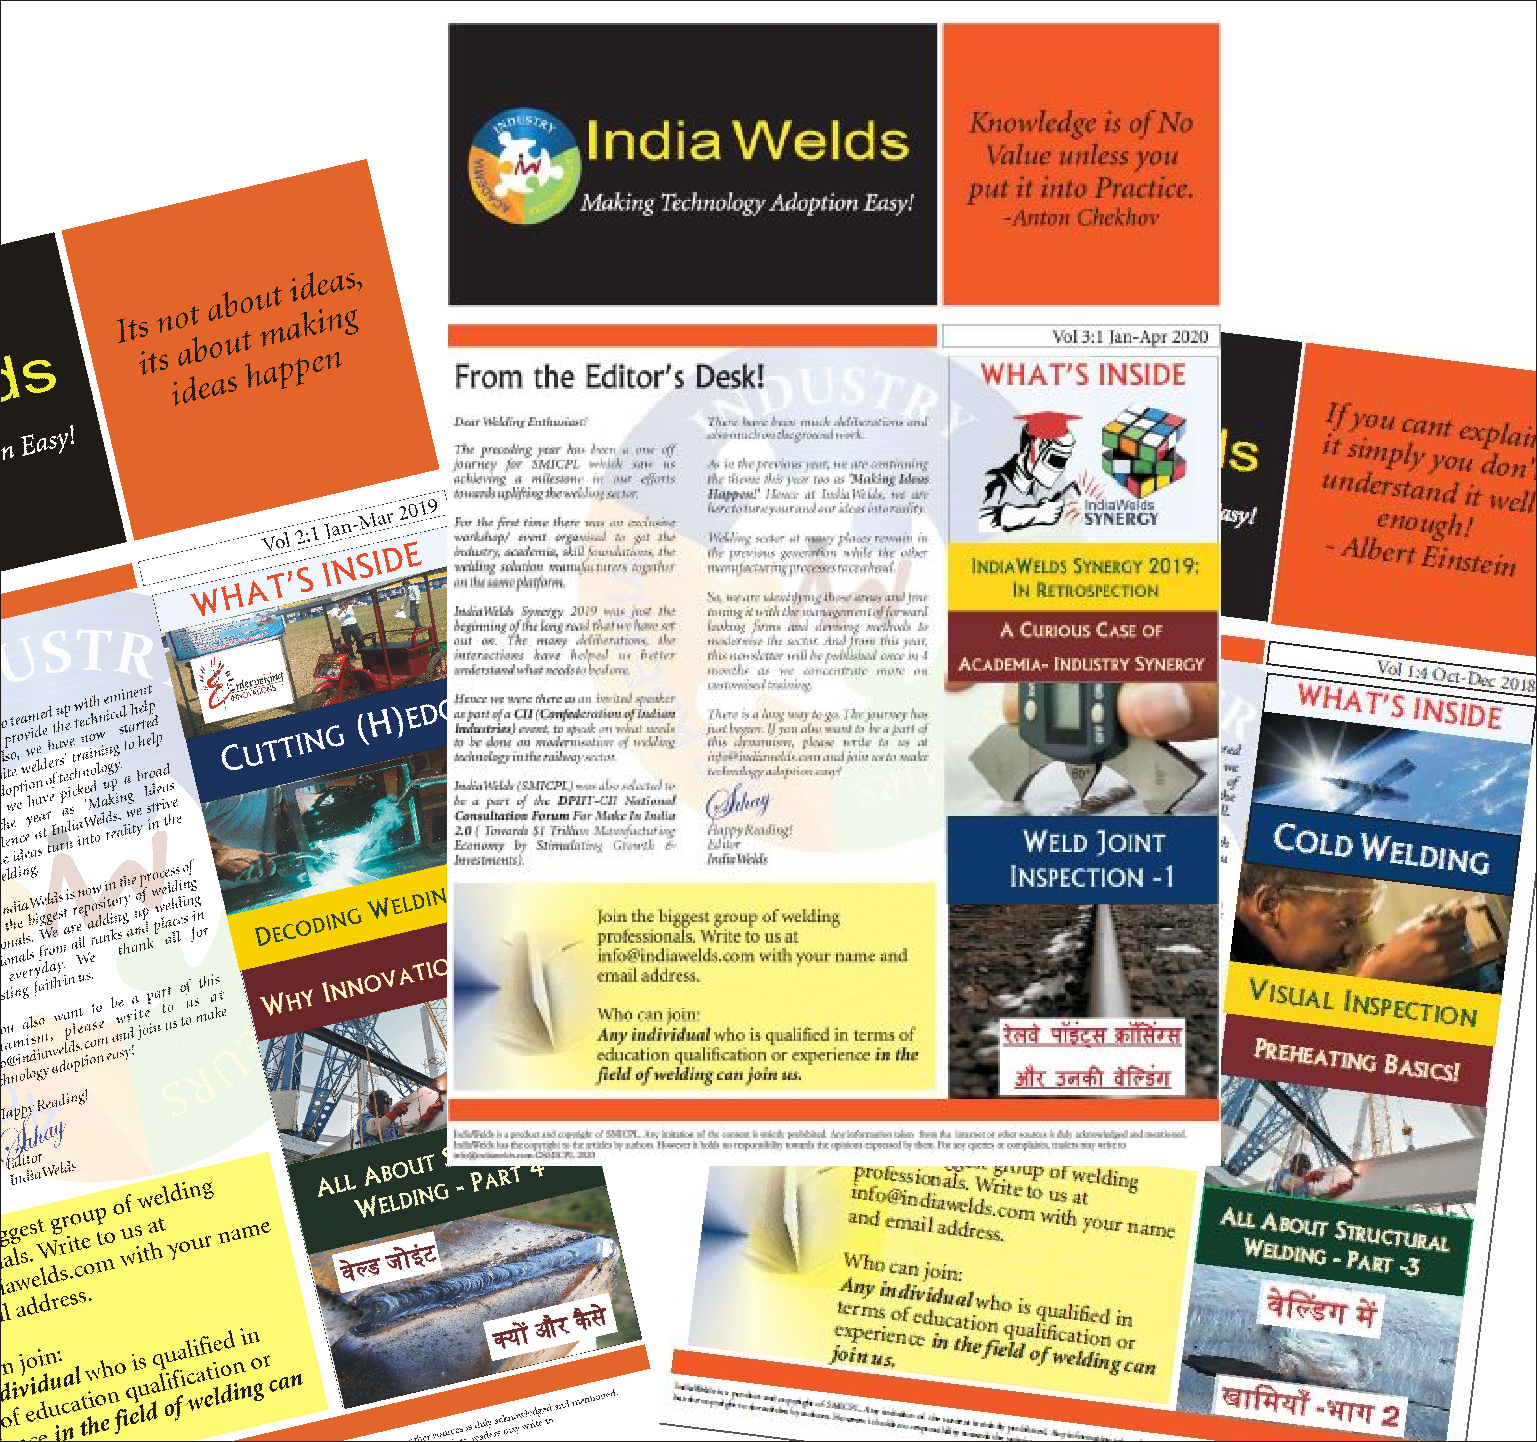 INDUSTRY
ACADEMIA
India Welds
Making Technology Adoption Easy!
Knowledge is of No
Value unless you
put it into Practice.
-Anton Chekhov
Vol 3:1 Jan-Apr 2020
From the Editor's Desk!
Dear Welding Enthusiast!
The preceding year has been a one off
journey for SMICPL which saw us
achieving a milestone in our efforts
towards uplifting the welding sector.
For the first time there was an exclusive
workshop/ event organised to get the
industry, academia, skill foundations, the
welding solution manufacturers together
on the same platform.
IndiaWelds Synergy 2019 was just the
beginning of the long road that we have set
out on. The many deliberations, the
interactions have helped us better
understand what needs to be done.
Hence we were there as an invited speaker
as part of a CII (Confederation of Indian
Industries) event, to speak on what needs
to be done on modernisation of welding
technology in the railway sector.
IndiaWelds (SMICPL) was also selected to
be a part of the DPIIT-CII National
Consultation Forum For Make In India
2.0 ( Towards $1 Trillion Manufacturing
Economy by Stimulating Growth &
Investments).
There have been much deliberations and
also much on the ground work.
As in the previous year, we are continuing
the theme this year too as 'Making Ideas
Happen!' Hence at IndiaWelds, we are
here to turn your and our ideas into reality.
Welding sector at many places remain in
the previous generation while the other
manufacturing processes race ahead.
So, we are identifying those areas and fine
tuning it with the management of forward
looking firms and devising methods to
modernise the sector. And from this year,
this newsletter will be published once in 4
months as we concentrate more on
customised training.
There is a long way to go. The journey has
just begun. If you also want to be a part of
this dynamism, please write to us at
info@indiawelds.com and join us to make
technology adoption easy!
Happy Reading!
Editor
IndiaWelds
Join the biggest group of welding
professionals. Write to us at
info@indiawelds.com with your name and
email address.
Who can join:
Any individual who is qualified in terms of
education qualification or experience in the
field of welding can join us.
WHAT'S INSIDE
IndiaWelds
SYNERGY
INDIAWELDS SYNERGY 2019:
IN RETROSPECTION
A CURIOUS CASE OF
ACADEMIA- INDUSTRY SYNERGY
WELD JOINT
INSPECTION -1
रेलवे पॉइंट्स क्रॉसिंग्स
और उनकी वेल्डिंग
IndiaWelds is a product and copyright of SMICPL. Any imitation of the content is strictly prohibited. Any information taken from the internet or other sources is duly acknowledged and mentioned.
IndiaWelds has the copyright to the articles by authors. However it holds no responsibility towards the opinions expressed by them. For any queries or complaints, readers may write to
info@indiawelds.com ©SMICPL 2020
ds
n Easy!
Its not about ideas,
its about making
ideas happen
Vol 2:1 Jan-Mar 2019
WHAT'S INSIDE
Enterprising
INNOVATIONS
CUTTING (H)EDG
DECODING WELDIN
WHY INNOVATIO
ALL ABOUT S
WELDING - PART 4
वेल्ड जोइंट
क्यों और कैसे
USTR
o teamed up with eminent
provide the technical help
lso, we have now started
ite welders' training to help
doption of technology.
we have picked up a broad
he year as 'Making Ideas
lence at IndiaWelds, we strive
e ideas turn into reality in the
elding.
ndiaWelds is now in the process of
the biggest repository of welding
onals. We are adding up welding
ionals from all ranks and places in
everyday. We thank all for
sting faith in us.
ou also want to be a part of this
amism, please write to us at
o@indiawelds.com and join us to make
hnology adoption easy!
Happy Reading!
Editor
IndiaWelds
ggest group of welding
als. Write to us at
iawelds.com with your name
l address.
n join:
dividual who is qualified in
of education qualification or
ce in the field of welding can
her sources is duly acknowledged and mentioned.
readers may write to
ls
asy!
If you cant explain
it simply you don't
understand it well
enough!
- Albert Einstein
Vol 1:4 Oct-Dec 2018
WHAT'S INSIDE
COLD WELDING
VISUAL INSPECTION
PREHEATING BASICS!
ALL ABOUT STRUCTURAL
WELDING - PART -3
वेल्डिंग में
खामियाँ -भाग 2
group of welding
professionals. Write to us at
info@indiawelds.com with your name
and email address.
Who can join:
Any individual who is qualified in
terms of education qualification or
experience in the field of welding can
join us.